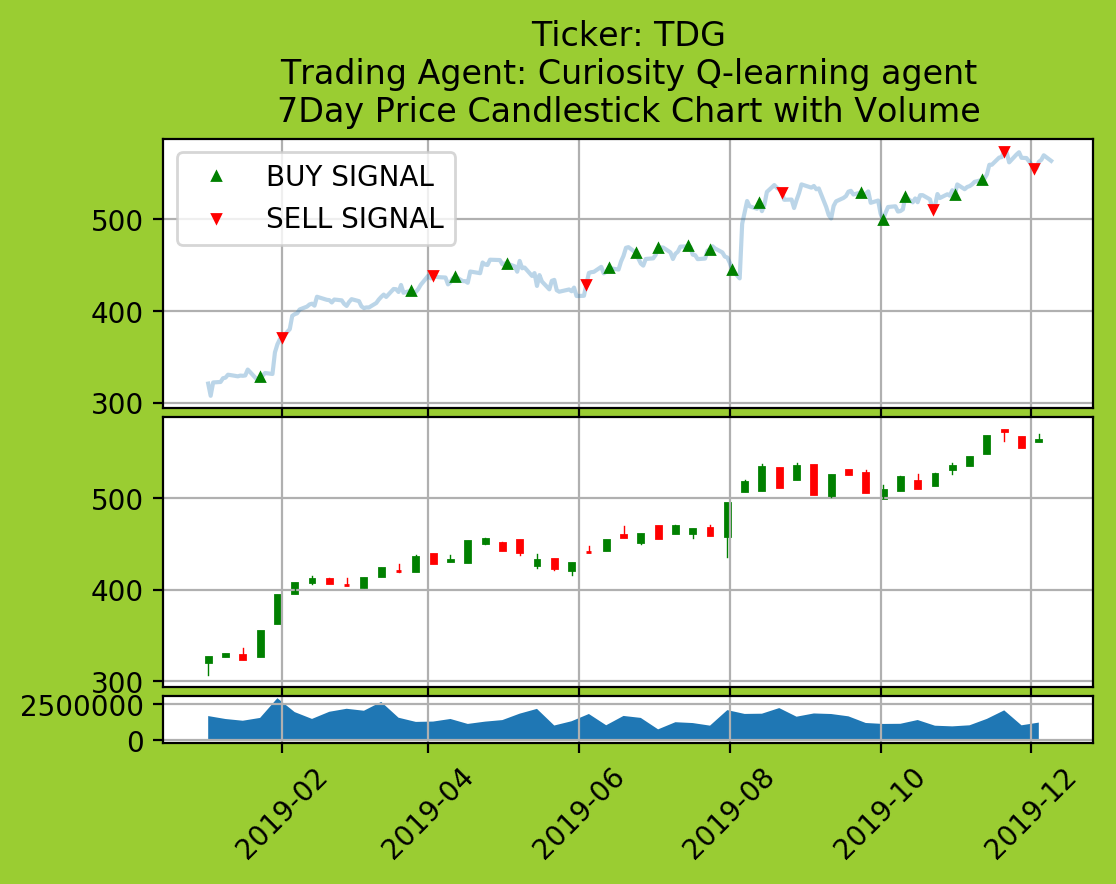 Ticker: TDG
Trading Agent: Curiosity Q-learning agent
7Day Price Candlestick Chart with Volume
BUY SIGNAL
SELL SIGNAL
500
400
300
500
400
300
2500000
0
2019-02
2019-04
2019-06
2019-08
2019-10
2019-12